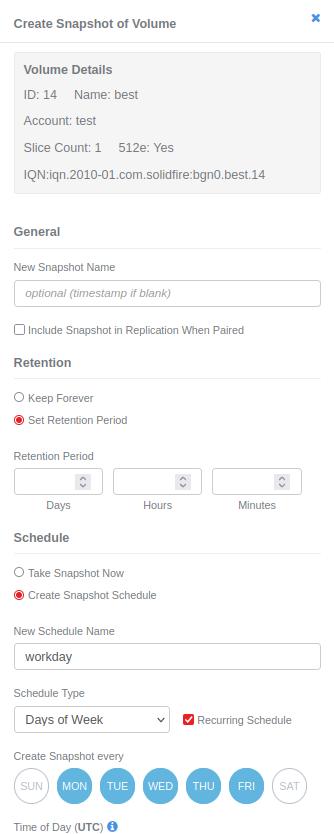 Create Snapshot of Volume
Volume Details
ID: 14 Name: best
Account: test
Slice Count: 1 512e: Yes
IQN:iqn.2010-01.com.solidfire:bgn0.best.14
General
New Snapshot Name
optional (timestamp if blank)
Include Snapshot in Replication When Paired
Retention
Keep Forever
Set Retention Period
Retention Period
Days Hours Minutes
Schedule
Take Snapshot Now
Create Snapshot Schedule
New Schedule Name
workday
Schedule Type
Days of Week Recurring Schedule
Create Snapshot every
SUN MON TUE WED THU FRI SAT
Time of Day (UTC)